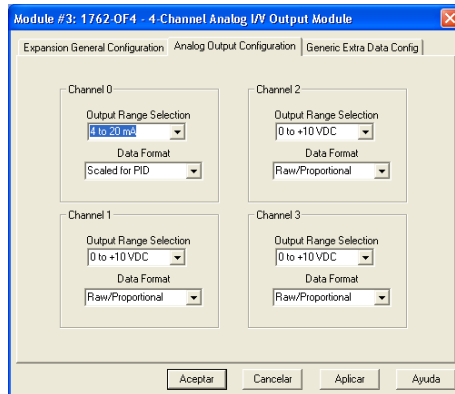 Module #3: 1762-OF4 - 4-Channel Analog I/V Output Module
Expansion General Configuration
Analog Output Configuration
Generic Extra Data Config
Channel 0
Output Range Selection
4 to 20 mA
Data Format
Scaled for PID
Channel 2
Output Range Selection
0 to +10 VDC
Data Format
Raw/Proportional
Channel 1
Output Range Selection
0 to +10 VDC
Data Format
Raw/Proportional
Channel 3
Output Range Selection
0 to +10 VDC
Data Format
Raw/Proportional
Aceptar
Cancelar
Aplicar
Ayuda